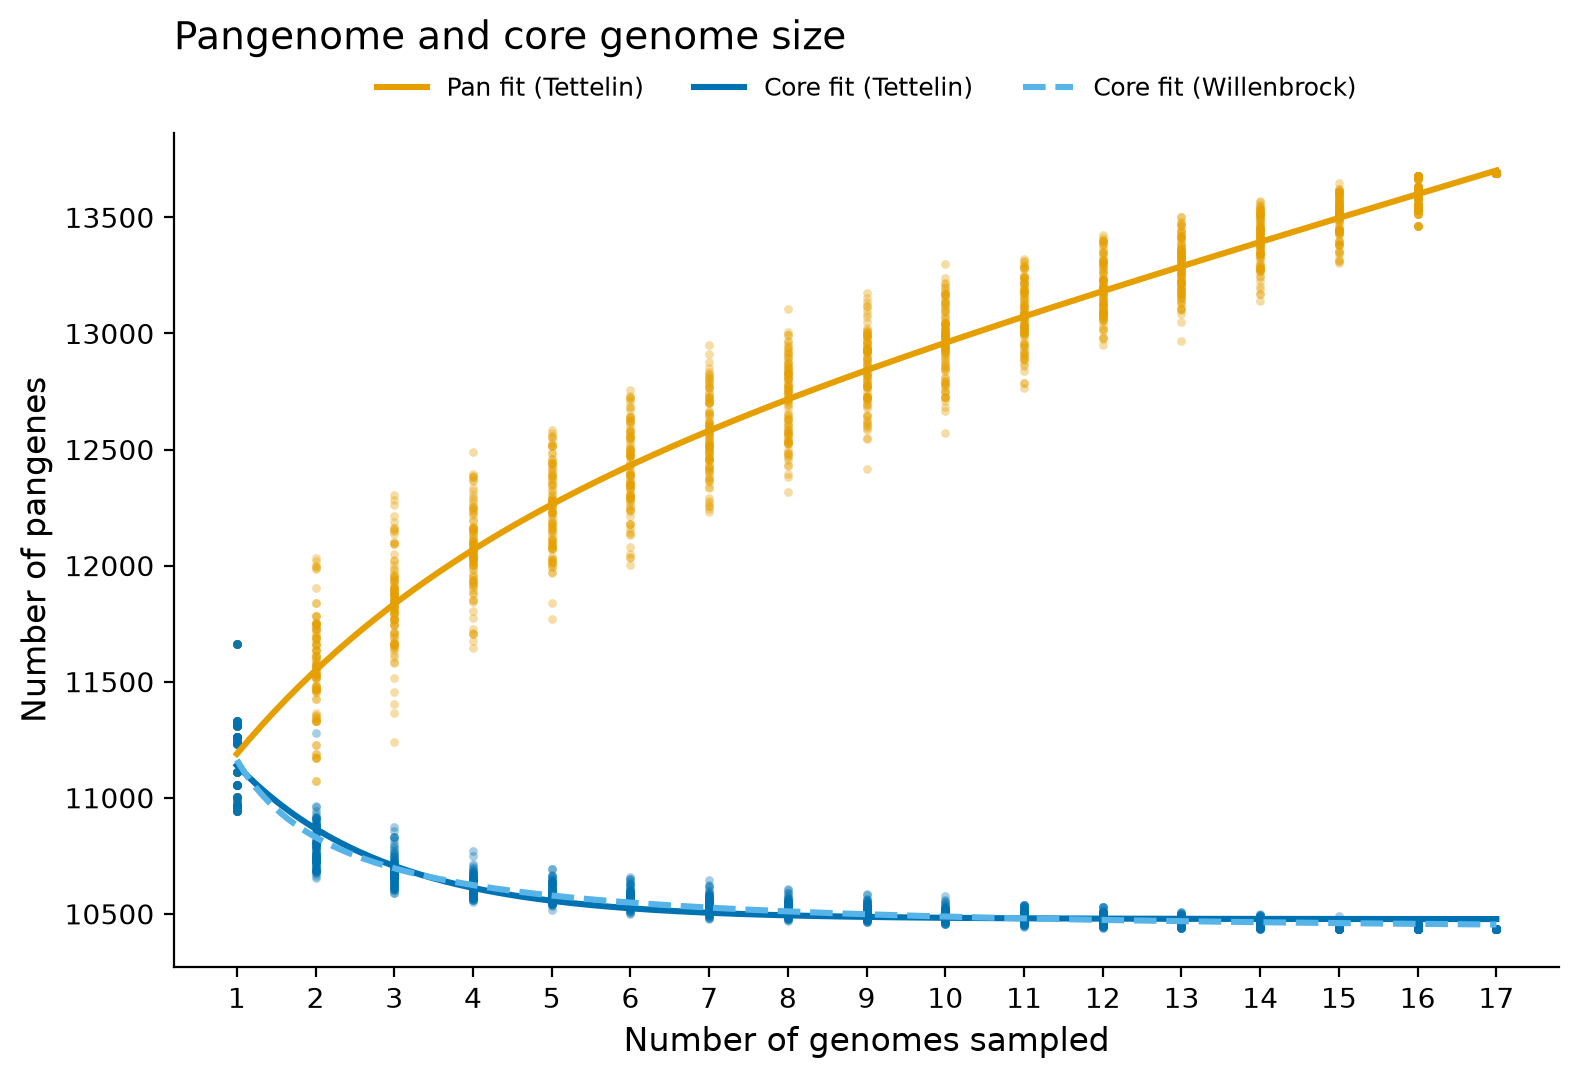 Pangenome and core genome size
Pan fit (Tettelin) Core fit (Tettelin) Core fit (Willenbrock)
Number of pangenes
13500
13000
12500
12000
11500
11000
10500
1 2 3 4 5 6 7 8 9 10 11 12 13 14 15 16 17
Number of genomes sampled